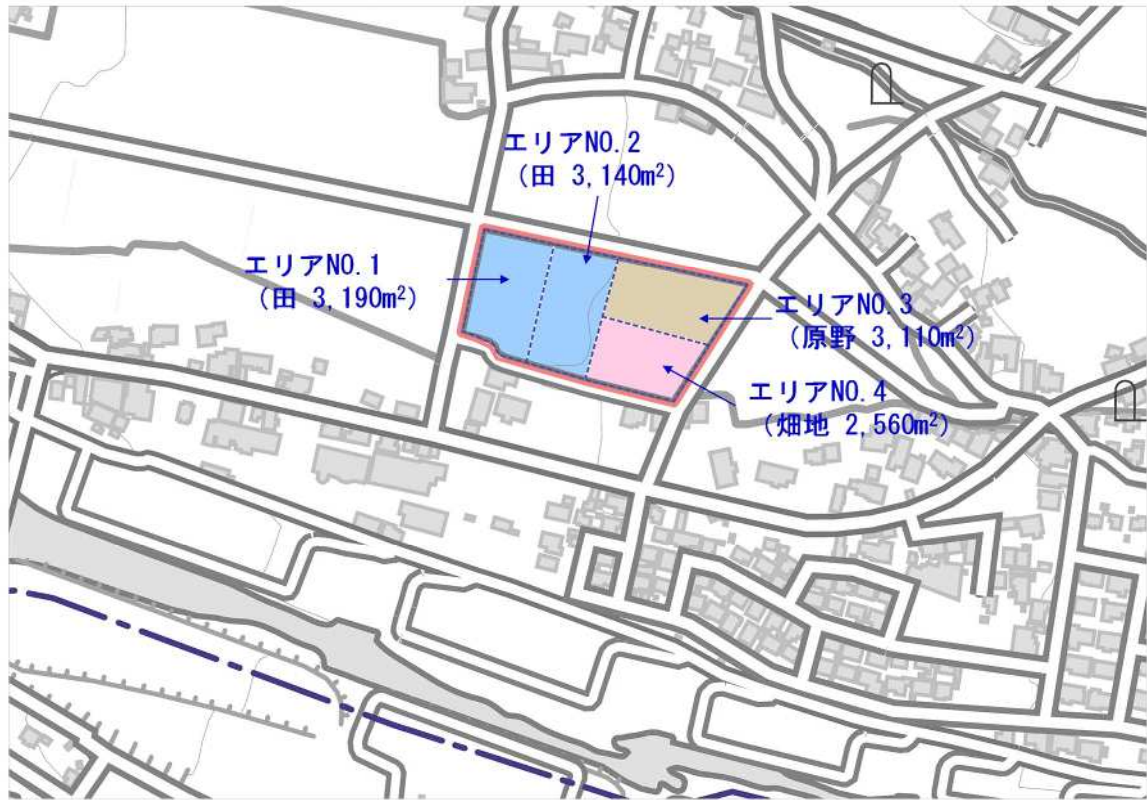 エリアNO.2
（田 3,140m²）
エリアNO.1
（田 3,190m²）
エリアNO.3
（原野 3,110m²）
エリアNO.4
（畑地 2,560m²）